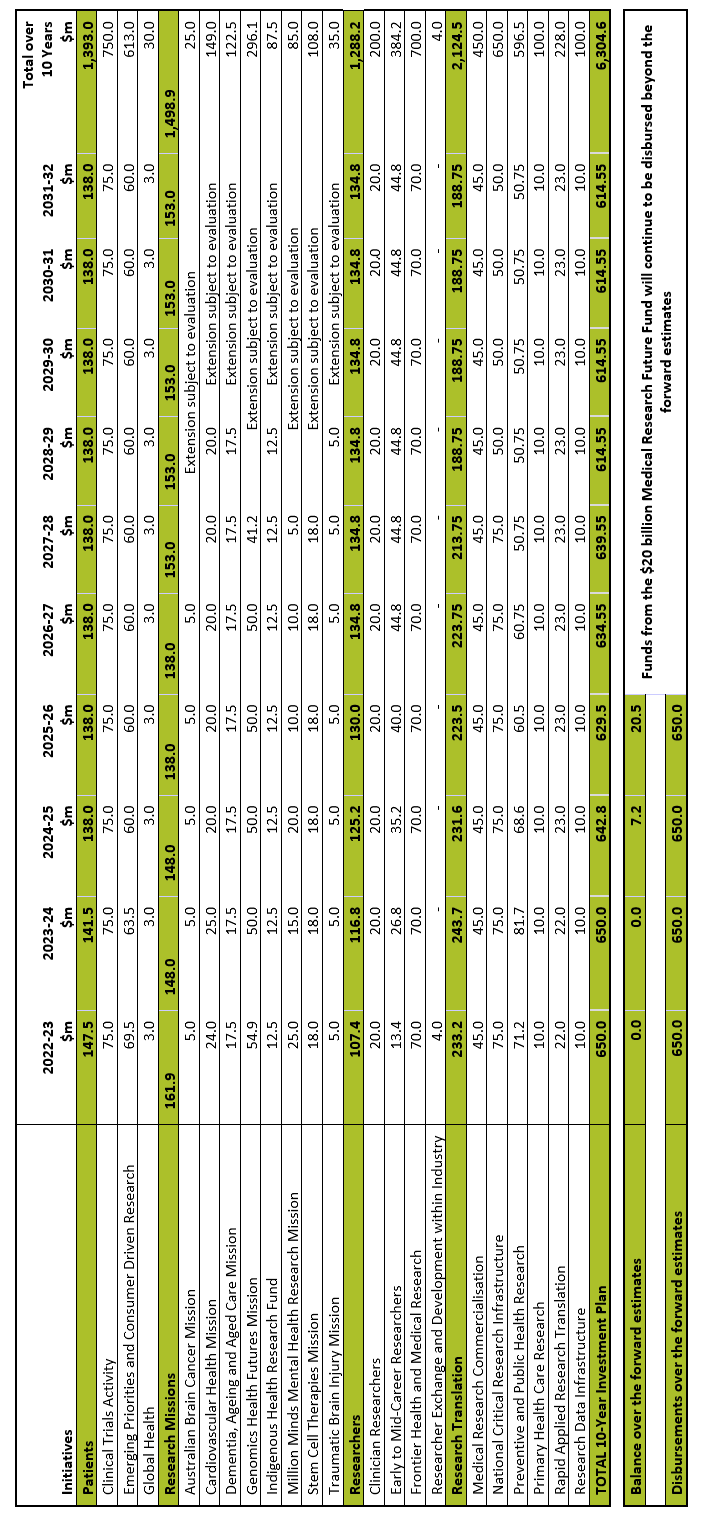 Initiatives 2022-23 $m 2023-24 $m 2024-25 $m 2025-26 $m 2026-27 $m 2027-28 $m 2028-29 $m 2029-30 $m 2030-31 $m 2031-32 $m Total over 10 Years $m
Patients 147.5 141.5 138.0 138.0 138.0 138.0 138.0 138.0 138.0 138.0 1,393.0
Clinical Trials Activity 75.0 75.0 75.0 75.0 75.0 75.0 75.0 75.0 75.0 75.0 750.0
Emerging Priorities and Consumer Driven Research 69.5 63.5 60.0 60.0 60.0 60.0 60.0 60.0 60.0 60.0 613.0
Global Health 3.0 3.0 3.0 3.0 3.0 3.0 3.0 3.0 3.0 3.0 30.0
Research Missions 161.9 148.0 148.0 138.0 138.0 153.0 153.0 153.0 153.0 153.0 1,498.9
Australian Brain Cancer Mission 5.0 5.0 5.0 5.0 5.0 Extension subject to evaluation 25.0
Cardiovascular Health Mission 24.0 25.0 20.0 20.0 20.0 20.0 20.0 Extension subject to evaluation 149.0
Dementia, Ageing and Aged Care Mission 17.5 17.5 17.5 17.5 17.5 17.5 17.5 Extension subject to evaluation 122.5
Genomics Health Futures Mission 54.9 50.0 50.0 50.0 50.0 41.2 Extension subject to evaluation 296.1
Indigenous Health Research Fund 12.5 12.5 12.5 12.5 12.5 12.5 12.5 Extension subject to evaluation 87.5
Million Minds Mental Health Research Mission 25.0 15.0 20.0 10.0 10.0 5.0 Extension subject to evaluation 85.0
Stem Cell Therapies Mission 18.0 18.0 18.0 18.0 18.0 18.0 Extension subject to evaluation 108.0
Traumatic Brain Injury Mission 5.0 5.0 5.0 5.0 5.0 5.0 5.0 Extension subject to evaluation 35.0
Researchers 107.4 116.8 125.2 130.0 134.8 134.8 134.8 134.8 134.8 134.8 1,288.2
Clinician Researchers 20.0 20.0 20.0 20.0 20.0 20.0 20.0 20.0 20.0 20.0 200.0
Early to Mid-Career Researchers 13.4 26.8 35.2 40.0 44.8 44.8 44.8 44.8 44.8 44.8 384.2
Frontier Health and Medical Research 70.0 70.0 70.0 70.0 70.0 70.0 70.0 70.0 70.0 70.0 700.0
Researcher Exchange and Development within Industry 4.0 - - - - - - - - - 4.0
Research Translation 233.2 243.7 231.6 223.5 223.75 213.75 188.75 188.75 188.75 188.75 2,124.5
Medical Research Commercialisation 45.0 45.0 45.0 45.0 45.0 45.0 45.0 45.0 45.0 45.0 450.0
National Critical Research Infrastructure 75.0 75.0 75.0 75.0 75.0 75.0 50.0 50.0 50.0 50.0 650.0
Preventive and Public Health Research 71.2 81.7 68.6 60.5 60.75 50.75 50.75 50.75 50.75 50.75 596.5
Primary Health Care Research 10.0 10.0 10.0 10.0 10.0 10.0 10.0 10.0 10.0 10.0 100.0
Rapid Applied Research Translation 22.0 22.0 23.0 23.0 23.0 23.0 23.0 23.0 23.0 23.0 228.0
Research Data Infrastructure 10.0 10.0 10.0 10.0 10.0 10.0 10.0 10.0 10.0 10.0 100.0
TOTAL 10-Year Investment Plan 650.0 650.0 642.8 629.5 634.55 639.55 614.55 614.55 614.55 614.55 6,304.6
Balance over the forward estimates 0.0 0.0 7.2 20.5
Funds from the $20 billion Medical Research Future Fund will continue to be disbursed beyond the
forward estimates
Disbursements over the forward estimates 650.0 650.0 650.0 650.0